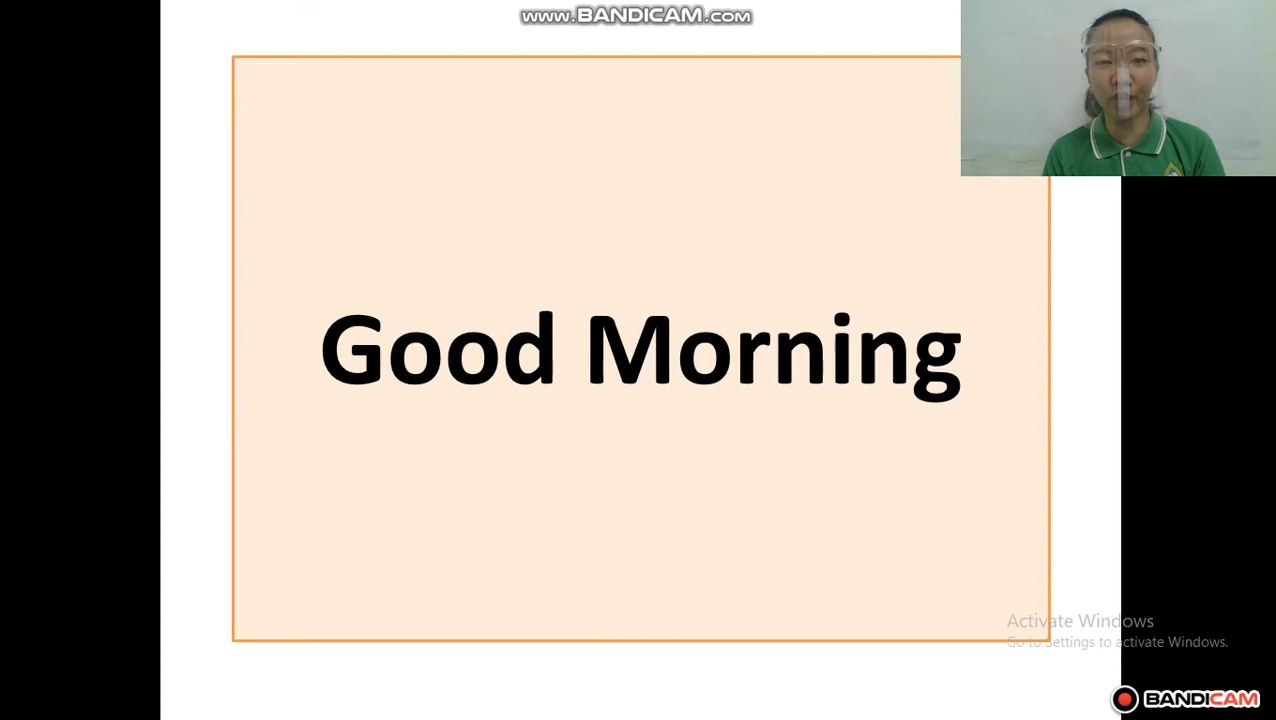 www.BANDICAM.com
Good Morning
Activate Windows
Go to Settings to activate Windows.
BANDICAM